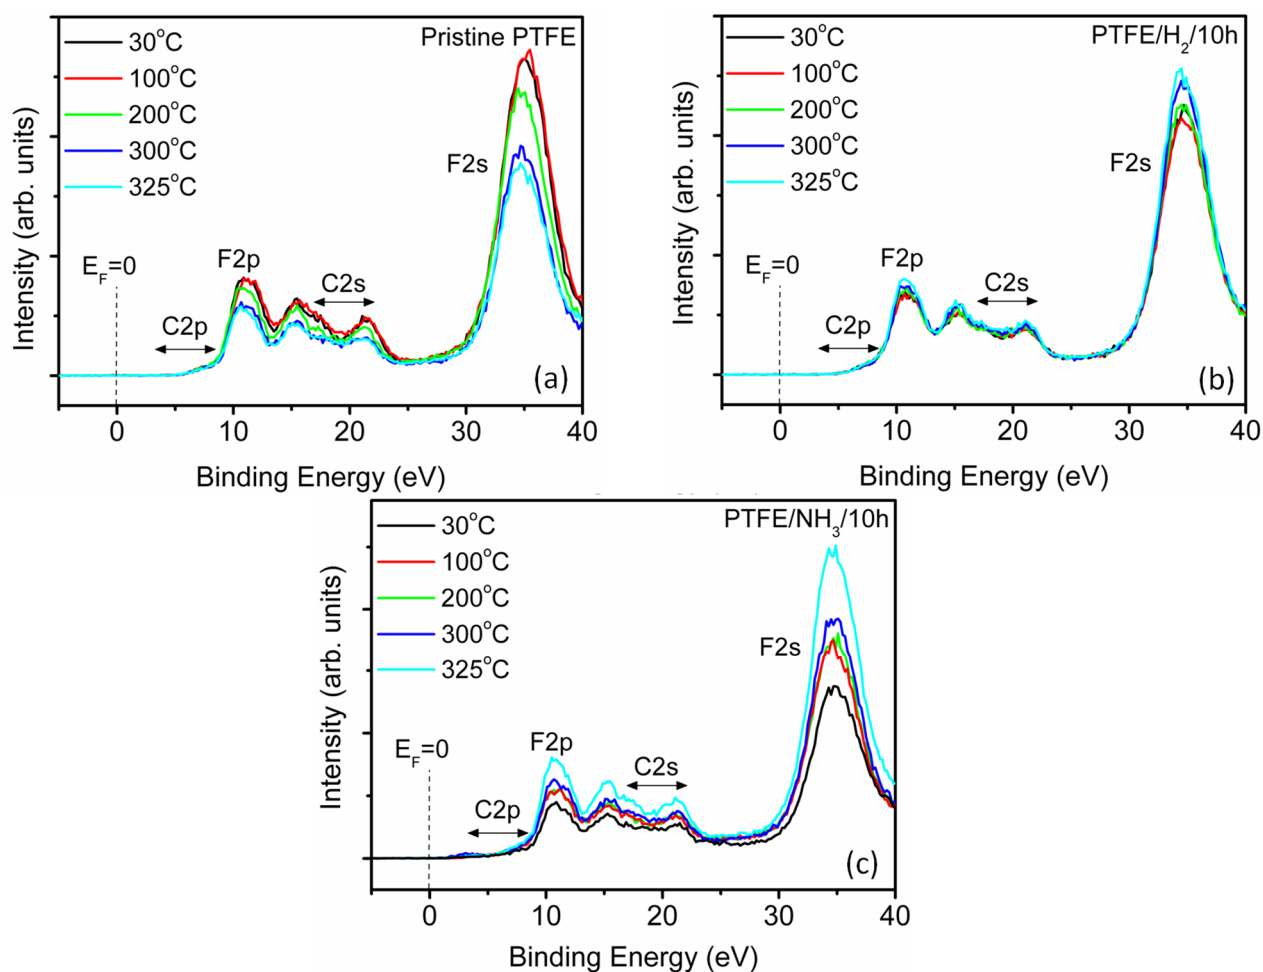 Pristine PTFE
30°C
100°C
200°C
300°C
325°C
F2s
E_F=0
F2p
C2s
C2p
(a)
0 10 20 30 40
Binding Energy (eV)
Intensity (arb. units)
PTFE/H₂/10h
30°C
100°C
200°C
300°C
325°C
F2s
E_F=0
F2p
C2s
C2p
(b)
0 10 20 30 40
Binding Energy (eV)
Intensity (arb. units)
PTFE/NH₃/10h
30°C
100°C
200°C
300°C
325°C
F2s
E_F=0
F2p
C2s
C2p
(c)
0 10 20 30 40
Binding Energy (eV)
Intensity (arb. units)